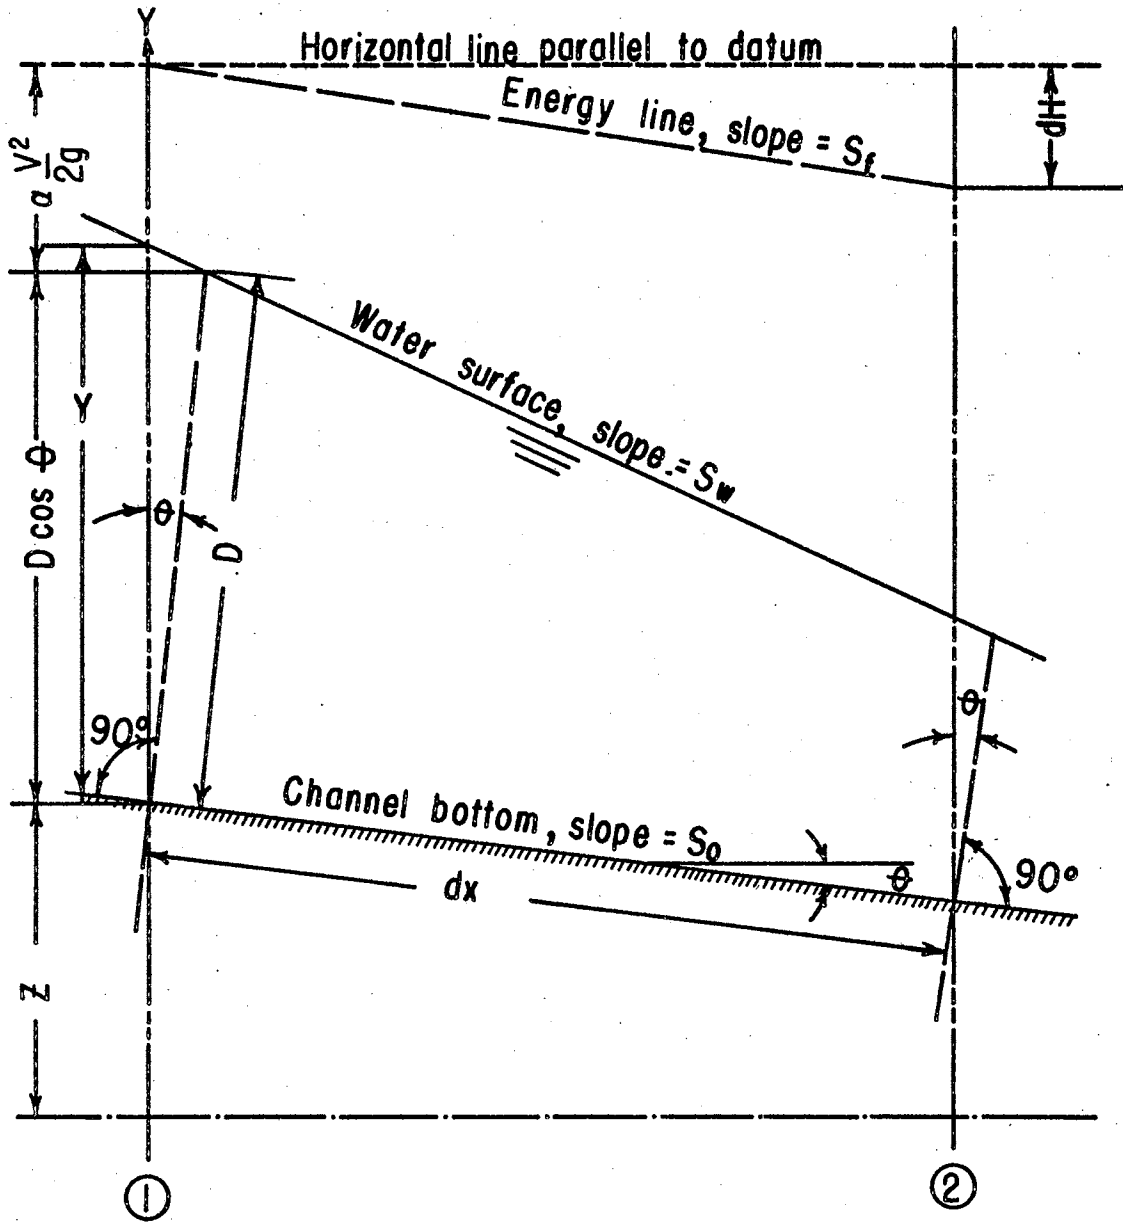 Y
Horizontal line parallel to datum
Energy line, slope = S_f
dH
α V²/2g
Water surface, slope = S_w
Y
D cos θ
θ
D
θ
90°
Channel bottom, slope = S_0
θ
90°
dx
Z
1
2